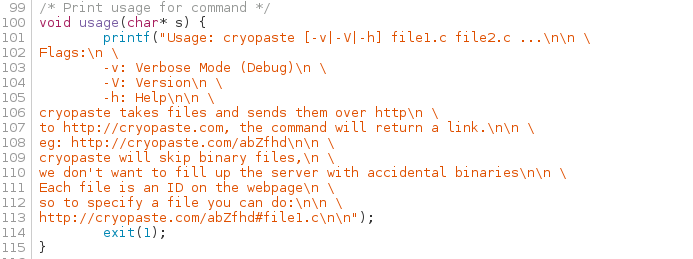 99 /* Print usage for command */
100 void usage(char* s) {
101         printf("Usage: cryopaste [-v|-V|-h] file1.c file2.c ...\n\n \
102 Flags:\n \
103         -v: Verbose Mode (Debug)\n \
104         -V: Version\n \
105         -h: Help\n\n \
106 cryopaste takes files and sends them over http\n \
107 to http://cryopaste.com, the command will return a link.\n\n \
108 eg: http://cryopaste.com/abZfhd\n\n \
109 cryopaste will skip binary files,\n \
110 we don't want to fill up the server with accidental binaries\n\n \
111 Each file is an ID on the webpage\n \
112 so to specify a file you can do:\n\n \
113 http://cryopaste.com/abZfhd#file1.c\n\n");
114         exit(1);
115 }